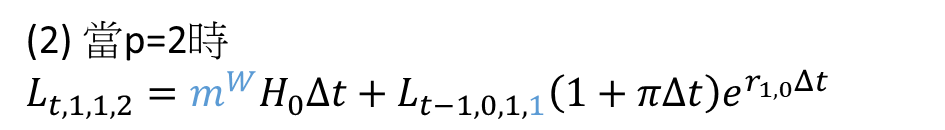 (2) 當p=2時
L_{t,1,1,2} = m^W H_0 Δt + L_{t−1,0,1,1}(1 + πΔt)e^{r_{1,0}Δt}